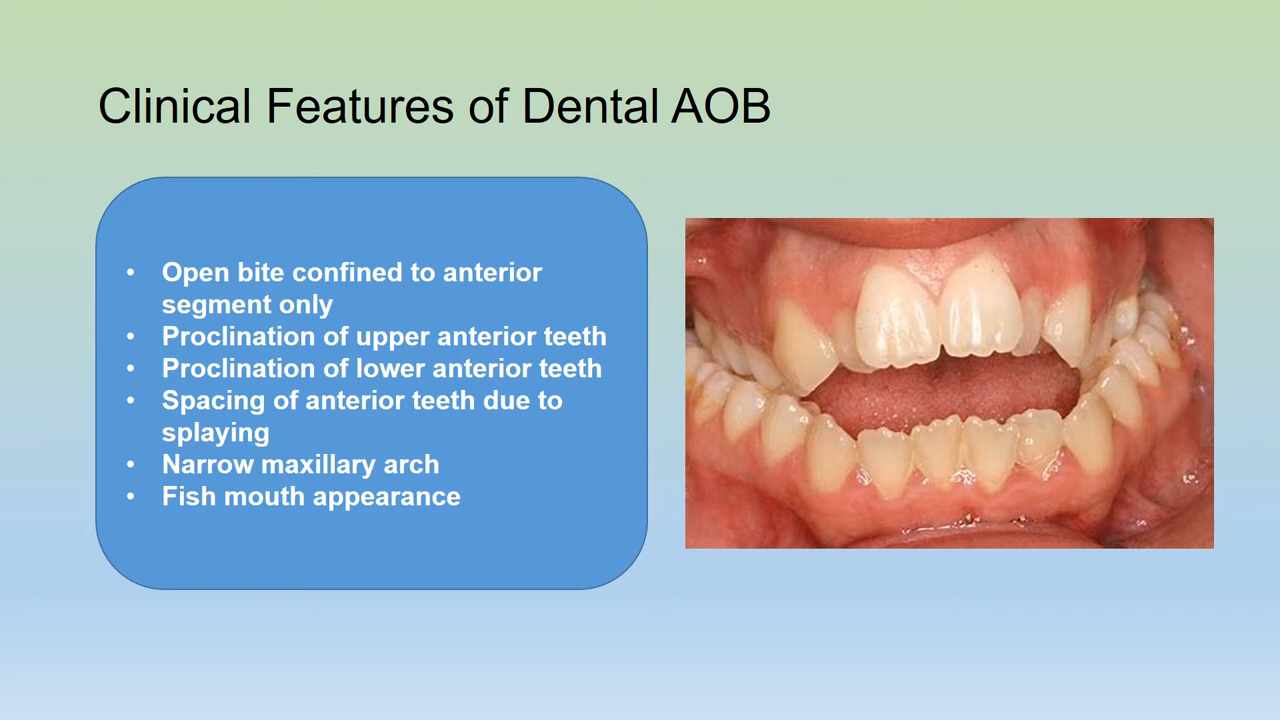 Clinical Features of Dental AOB
• Open bite confined to anterior
segment only
• Proclination of upper anterior teeth
• Proclination of lower anterior teeth
• Spacing of anterior teeth due to
splaying
• Narrow maxillary arch
• Fish mouth appearance